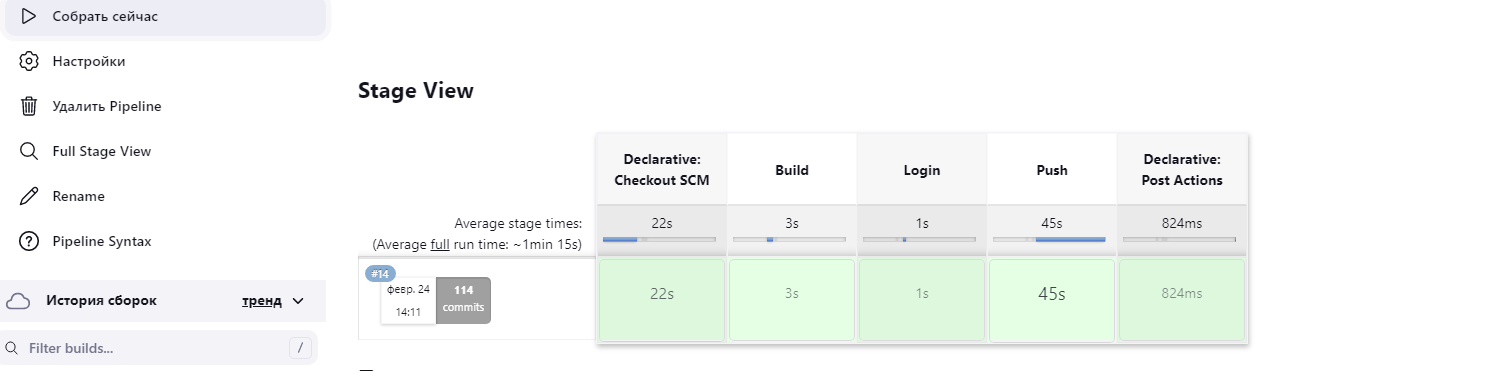 Собрать сейчас
Настройки
Удалить Pipeline
Full Stage View
Rename
Pipeline Syntax
История сборок
тренд
Filter builds...
/
Stage View
Declarative:
Checkout SCM
Build
Login
Push
Declarative:
Post Actions
Average stage times:
(Average full run time: ~1min 15s)
22s
3s
1s
45s
824ms
#14
февр. 24
14:11
114
commits
22s
3s
1s
45s
824ms